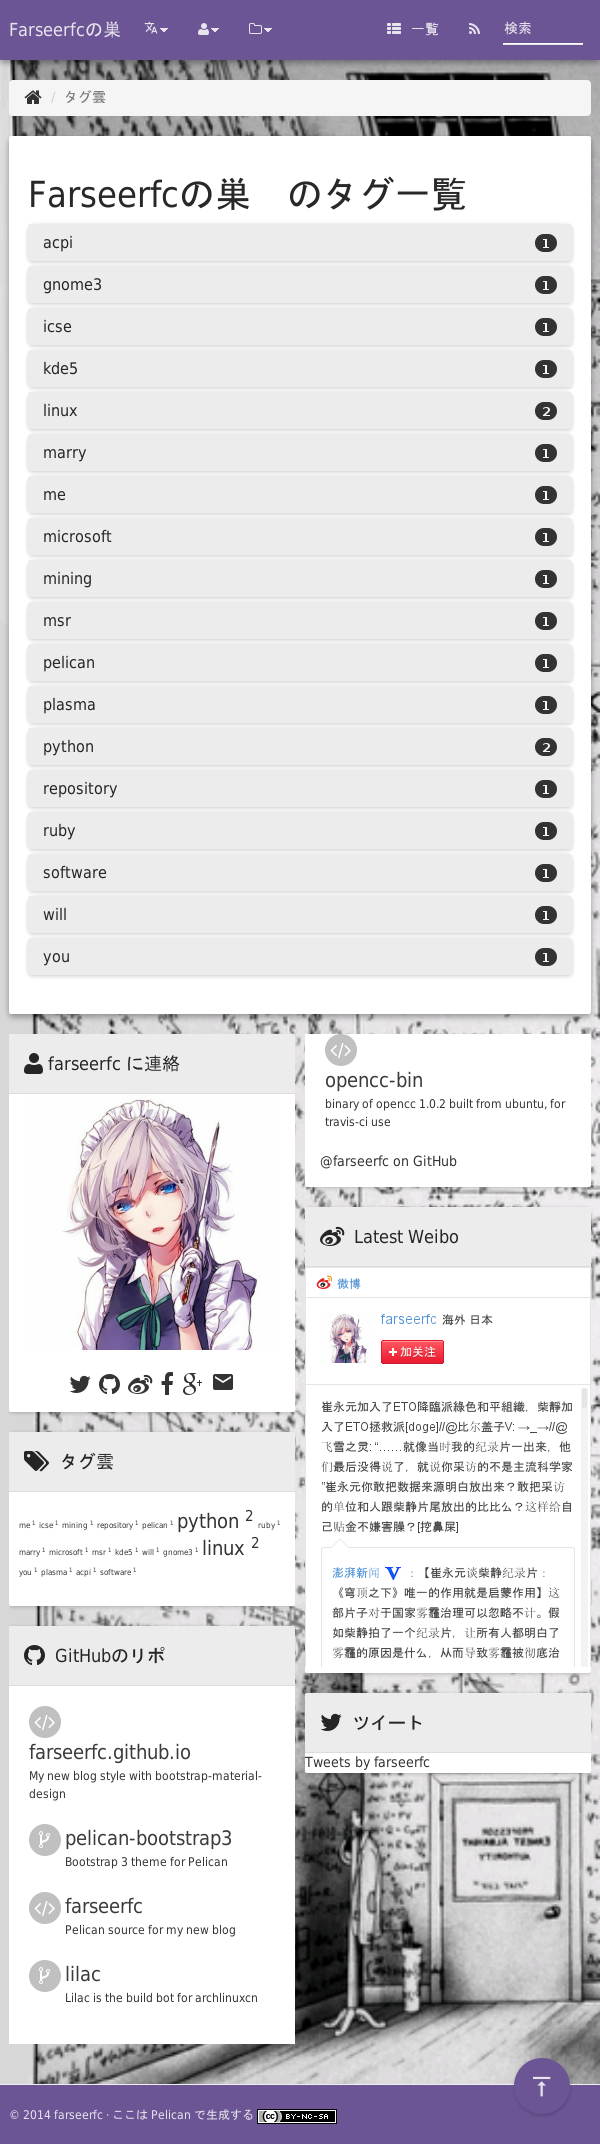 Farseerfcの巣
一覧
検索
タグ雲
Farseerfcの巣　のタグ一覧
acpi 1
gnome3 1
icse 1
kde5 1
linux 2
marry 1
me 1
microsoft 1
mining 1
msr 1
pelican 1
plasma 1
python 2
repository 1
ruby 1
software 1
will 1
you 1
farseerfc に連絡
タグ雲
me 1 icse 1 mining 1 repository 1 pelican 1 python 2 ruby 1
marry 1 microsoft 1 msr 1 kde5 1 will 1 gnome3 1 linux 2
you 1 plasma 1 acpi 1 software 1
GitHubのリポ
farseerfc.github.io
My new blog style with bootstrap-material-
design
pelican-bootstrap3
Bootstrap 3 theme for Pelican
farseerfc
Pelican source for my new blog
lilac
Lilac is the build bot for archlinuxcn
opencc-bin
binary of opencc 1.0.2 built from ubuntu, for
travis-ci use
@farseerfc on GitHub
Latest Weibo
微博
farseerfc 海外 日本
+ 加关注
崔永元加入了ETO降臨派綠色和平組織，柴靜加
入了ETO拯救派[doge]//@比尔盖子V: →_→//@
飞雪之灵: “……就像当时我的纪录片一出来，他
们最后没得说了，就说你采访的不是主流科学家
”崔永元你敢把数据来源明白放出来？敢把采访
的单位和人跟柴静片尾放出的比比么？这样给自
己贴金不嫌害臊？[挖鼻屎]
澎湃新闻 V ：【崔永元谈柴静纪录片：
《穹顶之下》唯一的作用就是启蒙作用】这
部片子对于国家雾霾治理可以忽略不计。假
如柴静拍了一个纪录片，让所有人都明白了
雾霾的原因是什么，从而导致雾霾被彻底治
ツイート
Tweets by farseerfc
© 2014 farseerfc · ここは Pelican で生成する
cc BY-NC-SA